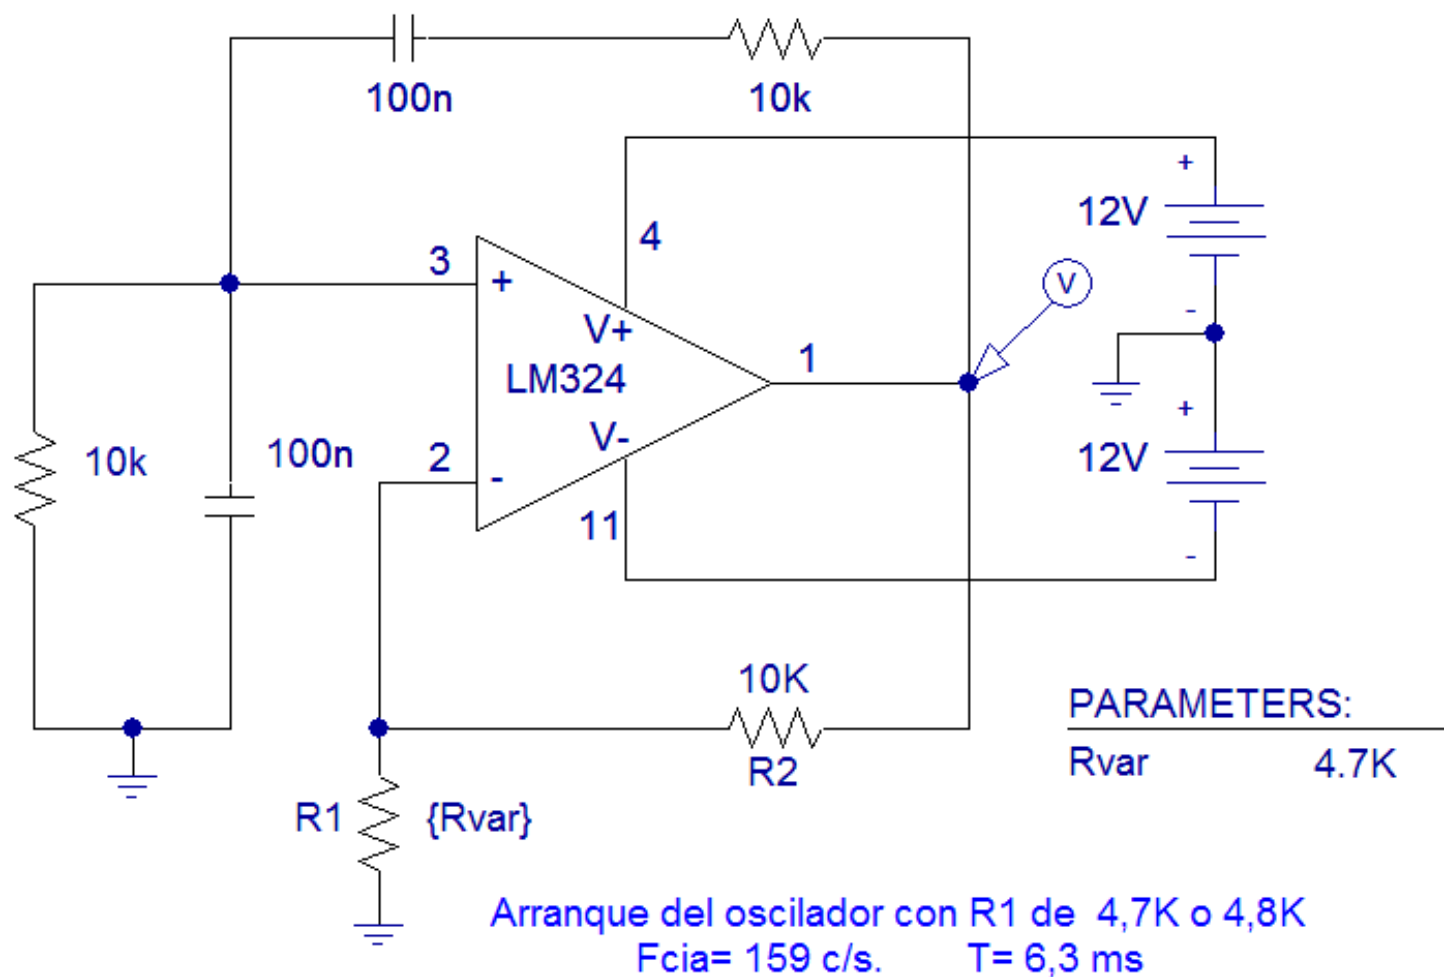 100n
10k
+
12V
-
4
3
+
V+
LM324
V
1
10k
100n
2
-
V-
11
+
12V
-
10K
R2
R1
{Rvar}
PARAMETERS:
Rvar 4.7K
Arranque del oscilador con R1 de 4,7K o 4,8K
Fcia= 159 c/s. T= 6,3 ms